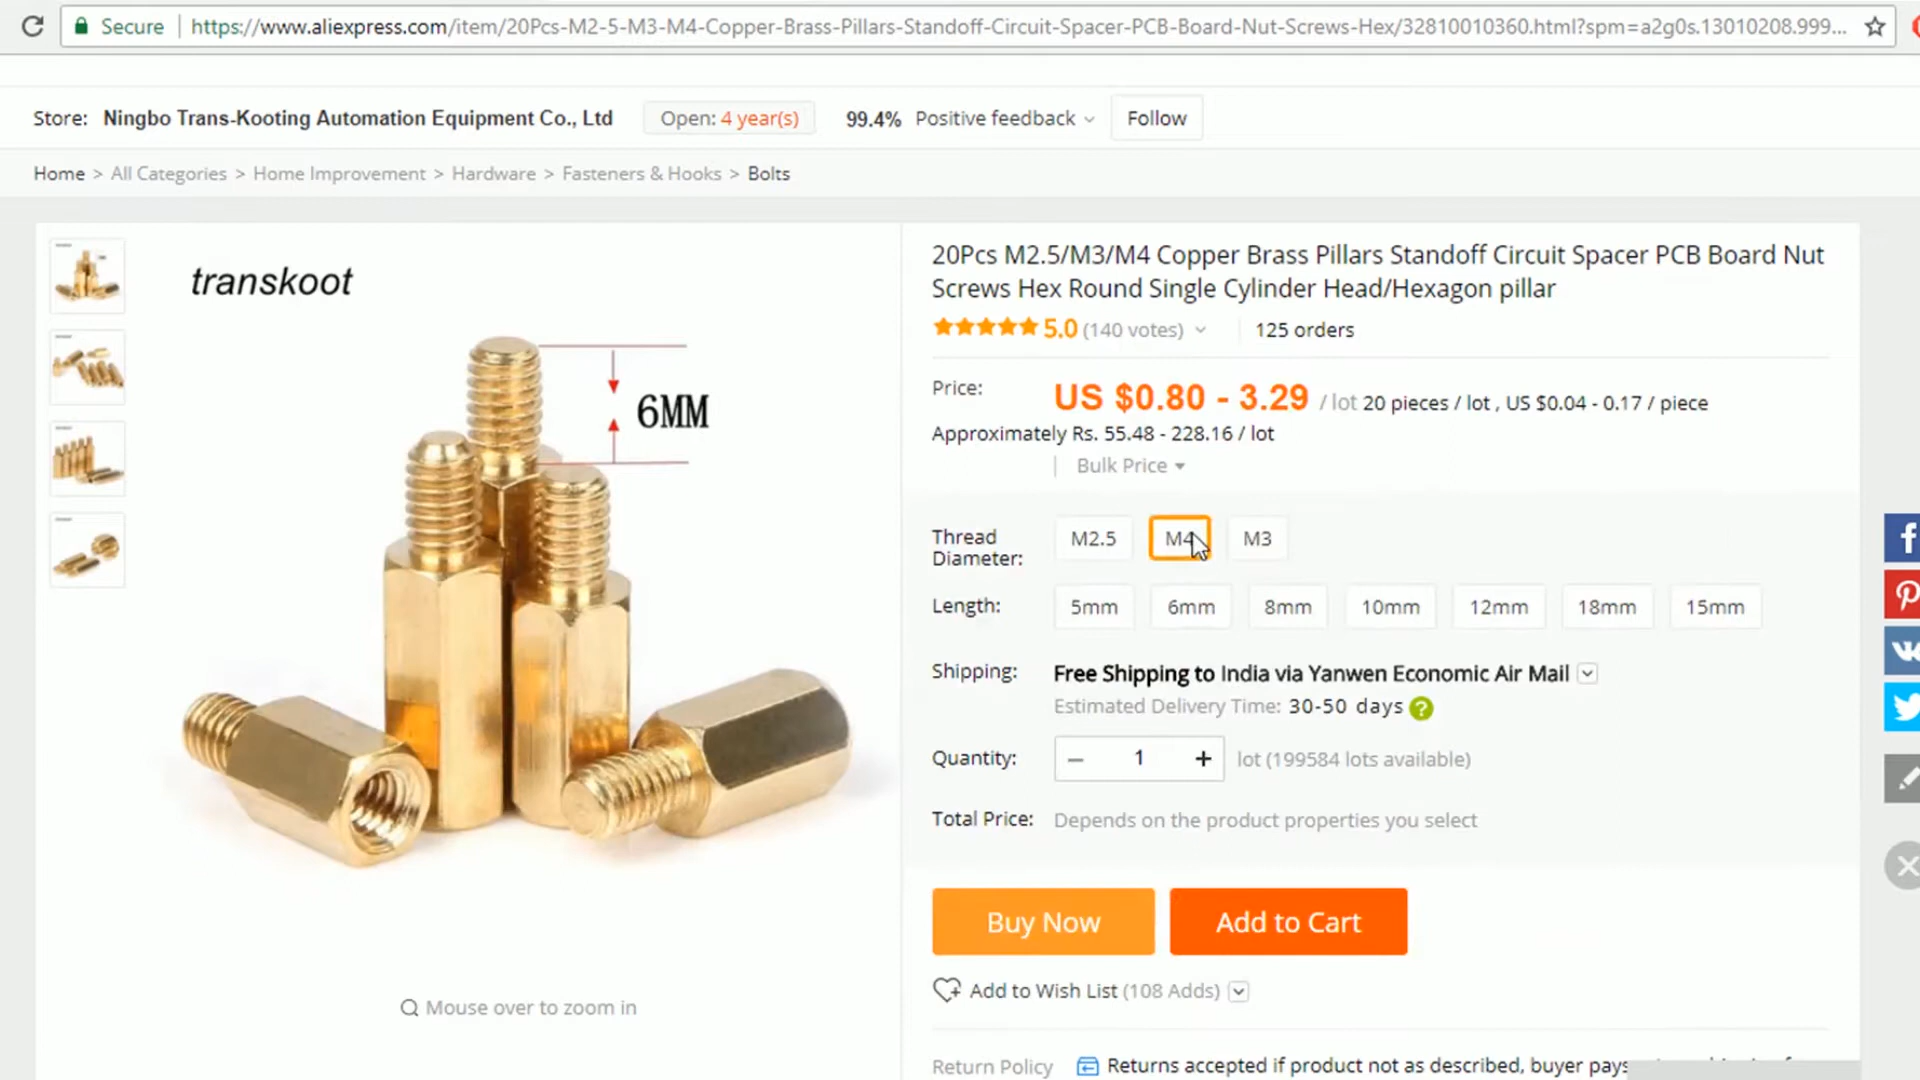 Secure
https://www.aliexpress.com/item/20Pcs-M2-5-M3-M4-Copper-Brass-Pillars-Standoff-Circuit-Spacer-PCB-Board-Nut-Screws-Hex/32810010360.html?spm=a2g0s.13010208.999...
Store: Ningbo Trans-Kooting Automation Equipment Co., Ltd Open: 4 year(s) 99.4% Positive feedback Follow
Home > All Categories > Home Improvement > Hardware > Fasteners & Hooks > Bolts
transkoot
6MM
Mouse over to zoom in
20Pcs M2.5/M3/M4 Copper Brass Pillars Standoff Circuit Spacer PCB Board Nut
Screws Hex Round Single Cylinder Head/Hexagon pillar
5.0 (140 votes) 125 orders
Price: US $0.80 - 3.29 / lot 20 pieces / lot , US $0.04 - 0.17 / piece
Approximately Rs. 55.48 - 228.16 / lot
Bulk Price
Thread Diameter: M2.5 M4 M3
Length: 5mm 6mm 8mm 10mm 12mm 18mm 15mm
Shipping: Free Shipping to India via Yanwen Economic Air Mail
Estimated Delivery Time: 30-50 days ?
Quantity: − 1 + lot (199584 lots available)
Total Price: Depends on the product properties you select
Buy Now Add to Cart
Add to Wish List (108 Adds)
Return Policy Returns accepted if product not as described, buyer pays